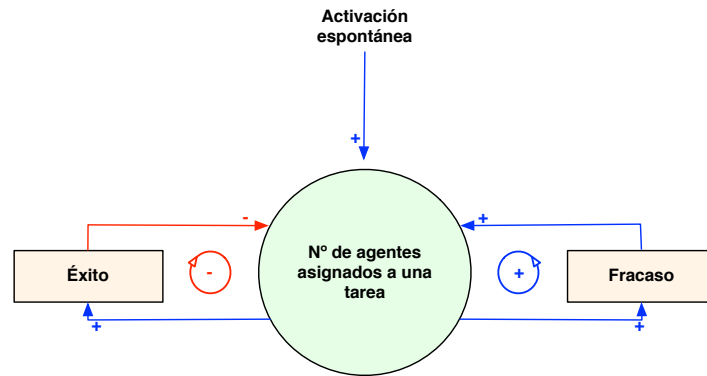 Activación
espontánea
+
-
+
Nº de agentes
asignados a una
tarea
Éxito
-
+
Fracaso
+
+